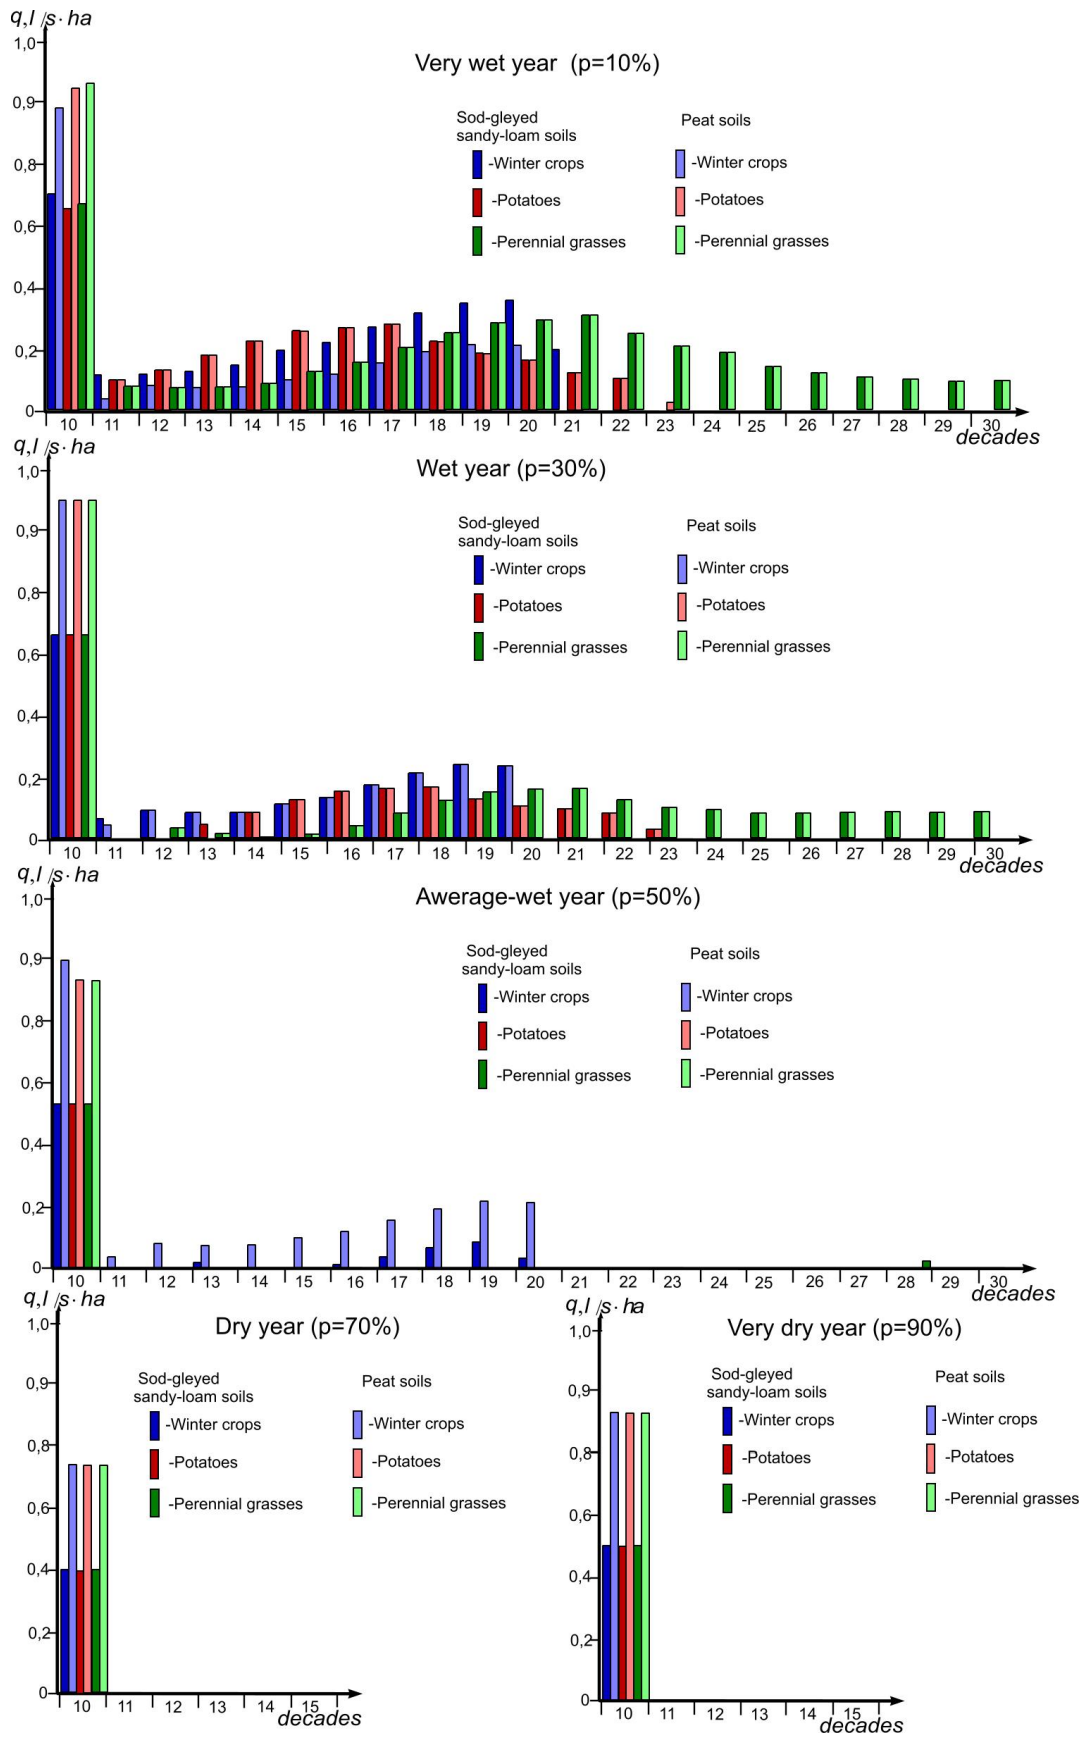 q,l /s· ha
Very wet year (p=10%)
1,0
0,9
0,8
0,6
0,4
0,2
0
Sod-gleyed
sandy-loam soils
-Winter crops
-Potatoes
-Perennial grasses
Peat soils
-Winter crops
-Potatoes
-Perennial grasses
10 11 12 13 14 15 16 17 18 19 20 21 22 23 24 25 26 27 28 29 30
decades
q,l /s· ha
Wet year (p=30%)
1,0
0,9
0,8
0,6
0,4
0,2
0
Sod-gleyed
sandy-loam soils
-Winter crops
-Potatoes
-Perennial grasses
Peat soils
-Winter crops
-Potatoes
-Perennial grasses
10 11 12 13 14 15 16 17 18 19 20 21 22 23 24 25 26 27 28 29 30
decades
q,l /s· ha
Awerage-wet year (p=50%)
1,0
0,9
0,8
0,6
0,4
0,2
0
Sod-gleyed
sandy-loam soils
-Winter crops
-Potatoes
-Perennial grasses
Peat soils
-Winter crops
-Potatoes
-Perennial grasses
10 11 12 13 14 15 16 17 18 19 20 21 22 23 24 25 26 27 28 29 30
decades
q,l /s· ha
Dry year (p=70%)
1,0
0,9
0,8
0,6
0,4
0,2
0
Sod-gleyed
sandy-loam soils
-Winter crops
-Potatoes
-Perennial grasses
Peat soils
-Winter crops
-Potatoes
-Perennial grasses
10 11 12 13 14 15
decades
q,l /s· ha
Very dry year (p=90%)
1,0
0,9
0,8
0,6
0,4
0,2
0
Sod-gleyed
sandy-loam soils
-Winter crops
-Potatoes
-Perennial grasses
Peat soils
-Winter crops
-Potatoes
-Perennial grasses
10 11 12 13 14 15
decades